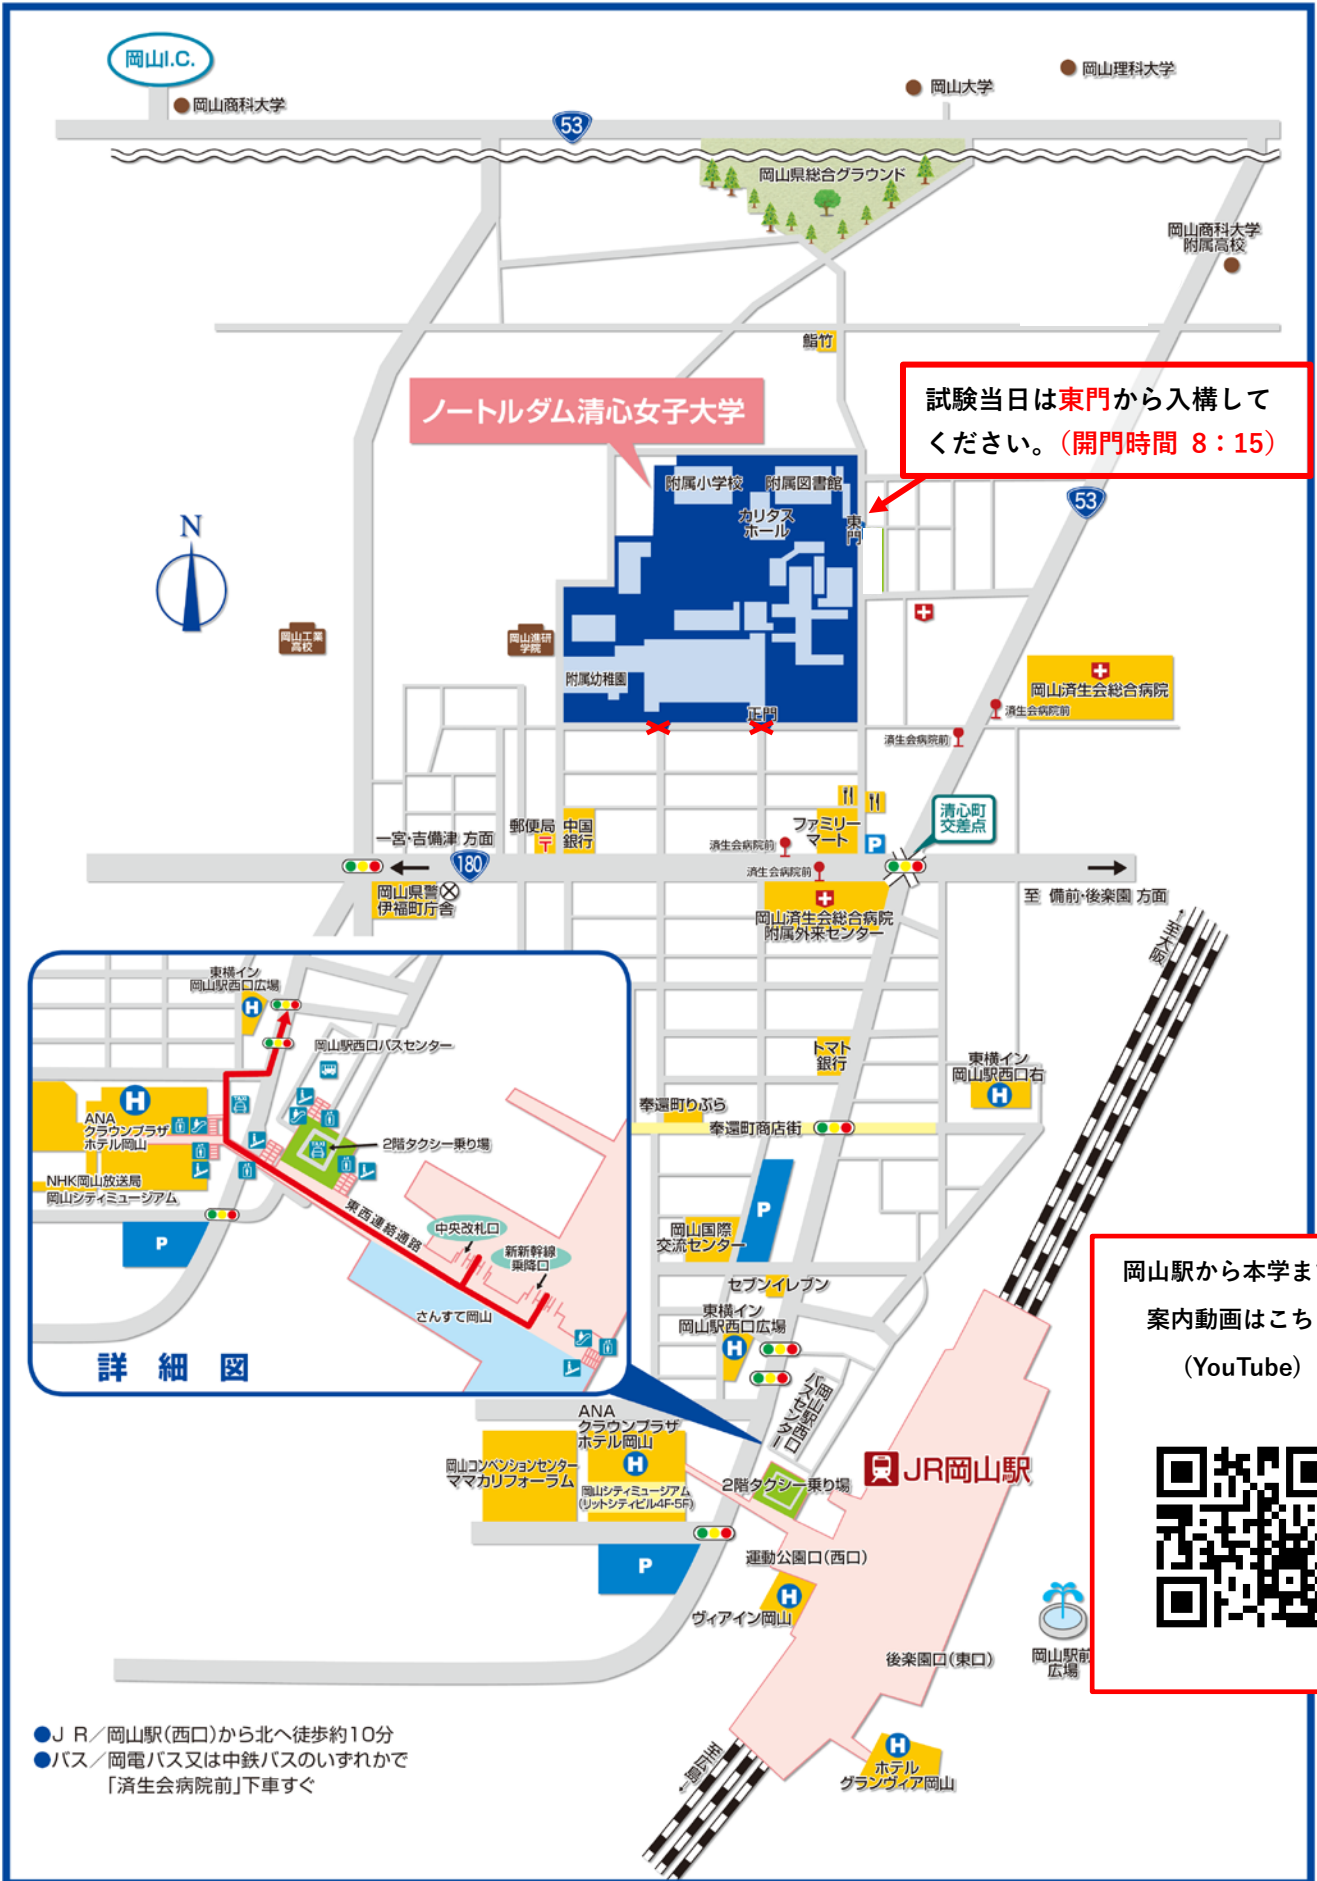 岡山I.C.
岡山商科大学
53
岡山大学
岡山理科大学
岡山県総合グラウンド
岡山商科大学
附属高校
鮨竹
ノートルダム清心女子大学
試験当日は東門から入構して
ください。（開門時間 8：15）
附属小学校
附属図書館
カリタス
ホール
東門
53
N
岡山工業
高校
岡山進研
学院
附属幼稚園
正門
岡山済生会総合病院
済生会病院前
済生会病院前
清心町
交差点
一宮・吉備津 方面
180
郵便局
中国
銀行
ファミリー
マート
P
済生会病院前
済生会病院前
岡山県警
伊福町庁舎
岡山済生会総合病院
附属外来センター
至 備前・後楽園 方面
至大阪
東横イン
岡山駅西口広場
H
岡山駅西口バスセンター
H
ANA
クラウンプラザ
ホテル岡山
TAXI
2階タクシー乗り場
NHK岡山放送局
岡山シティミュージアム
P
東西連絡通路
中央改札口
新新幹線
乗降口
さんすて岡山
詳細図
トマト
銀行
東横イン
岡山駅西口右
H
奉還町りぶら
奉還町商店街
P
岡山国際
交流センター
セブンイレブン
東横イン
岡山駅西口広場
H
岡山駅西口
バスセンター
ANA
クラウンプラザ
ホテル岡山
H
岡山コンベンションセンター
ママカリフォーラム
岡山シティミュージアム
(リットシティビル4F・5F)
2階タクシー乗り場
JR岡山駅
P
運動公園口(西口)
H
ヴィアイン岡山
後楽園口(東口)
岡山駅前
広場
岡山駅から本学ま
案内動画はこち
（YouTube）
H
ホテル
グランヴィア岡山
至広島
●ＪＲ／岡山駅(西口)から北へ徒歩約10分
●バス／岡電バス又は中鉄バスのいずれかで
「済生会病院前」下車すぐ